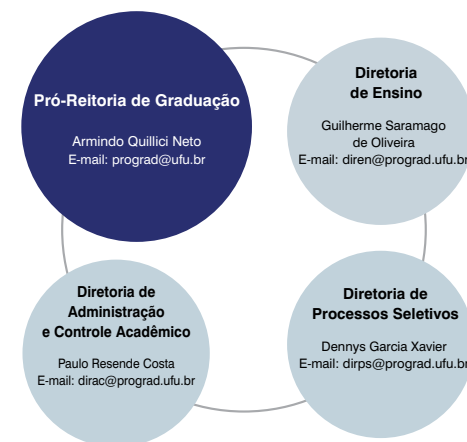 Pró-Reitoria de Graduação
Armindo Quillici Neto
E-mail: prograd@ufu.br
Diretoria
de Ensino
Guilherme Saramago
de Oliveira
E-mail: diren@prograd.ufu.br
Diretoria de
Administração
e Controle Acadêmico
Paulo Resende Costa
E-mail: dirac@prograd.ufu.br
Diretoria de
Processos Seletivos
Dennys Garcia Xavier
E-mail: dirps@prograd.ufu.br